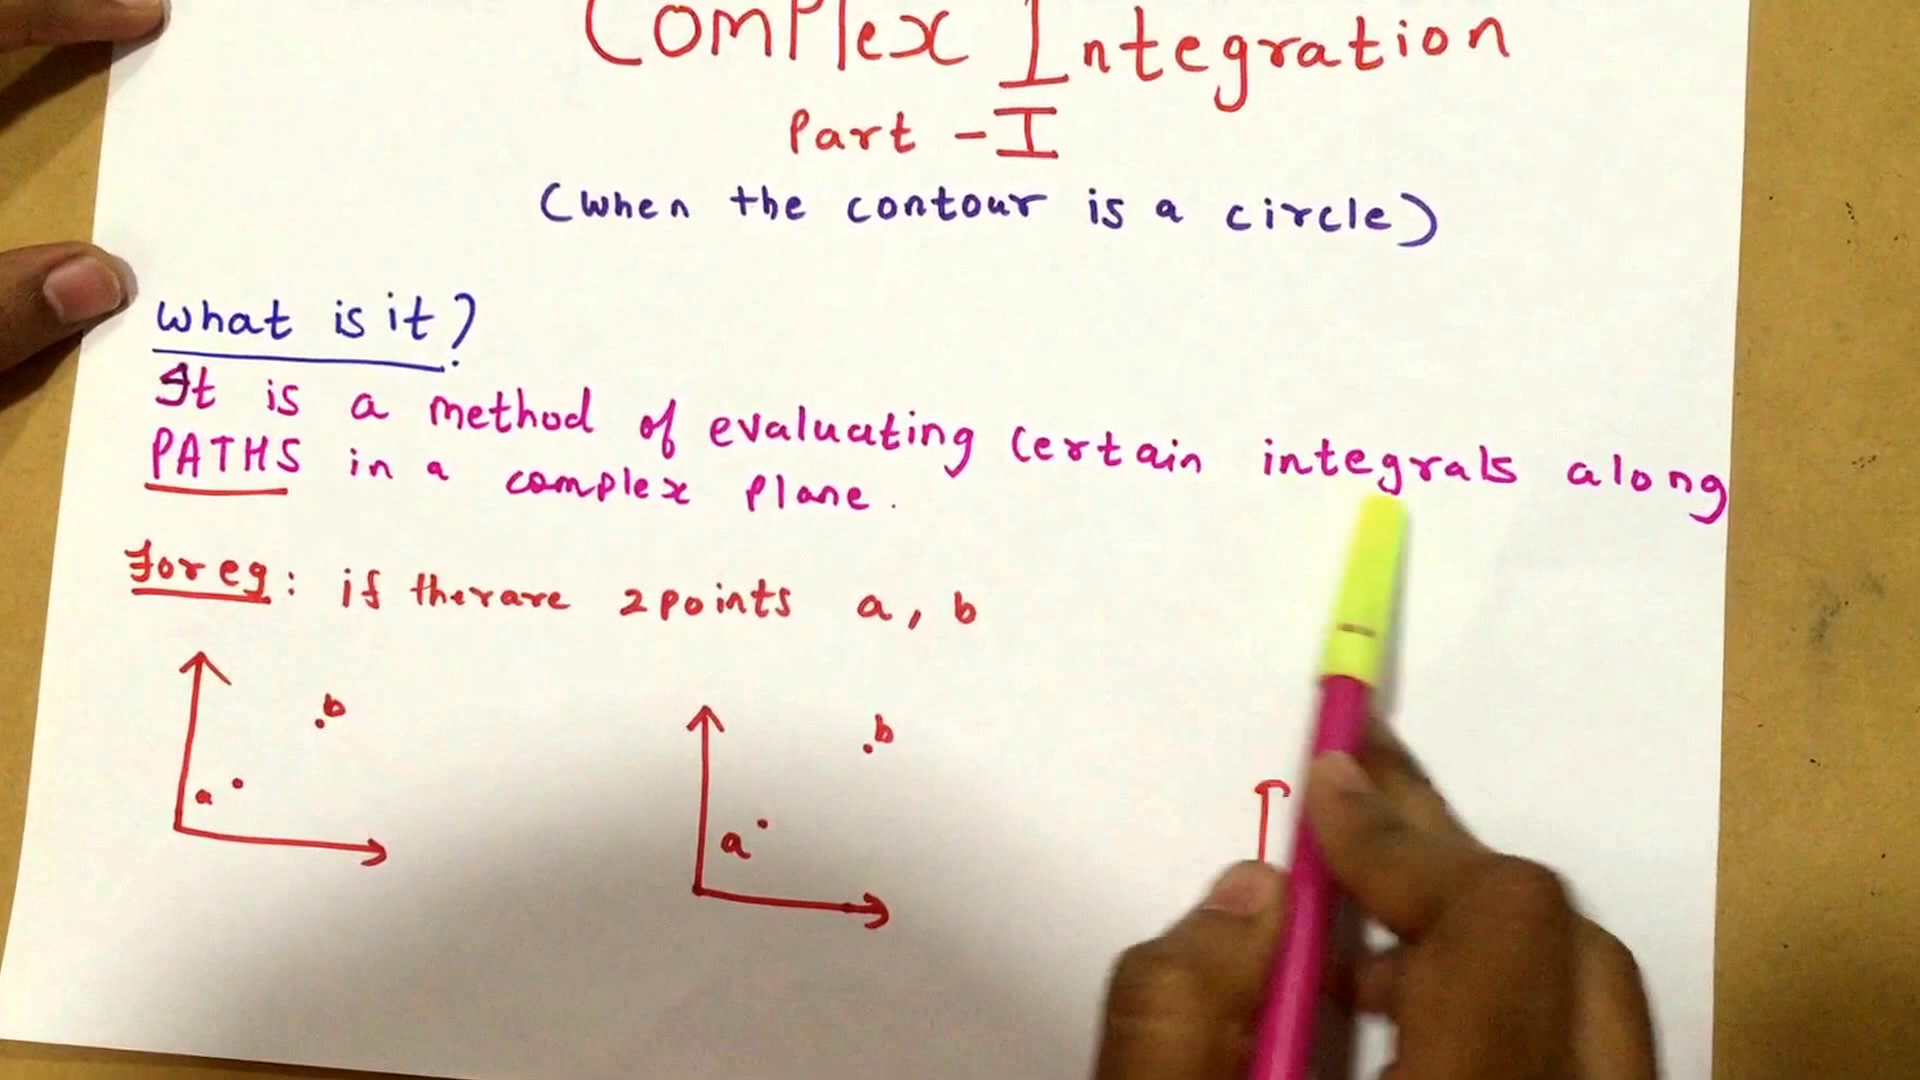 Complex Integration
Part - I
(when the contour is a circle)
what is it?
It is a method of evaluating certain integrals along
PATHS in a complex plane.
for eg: if therare 2 points a, b
b
a
b
a